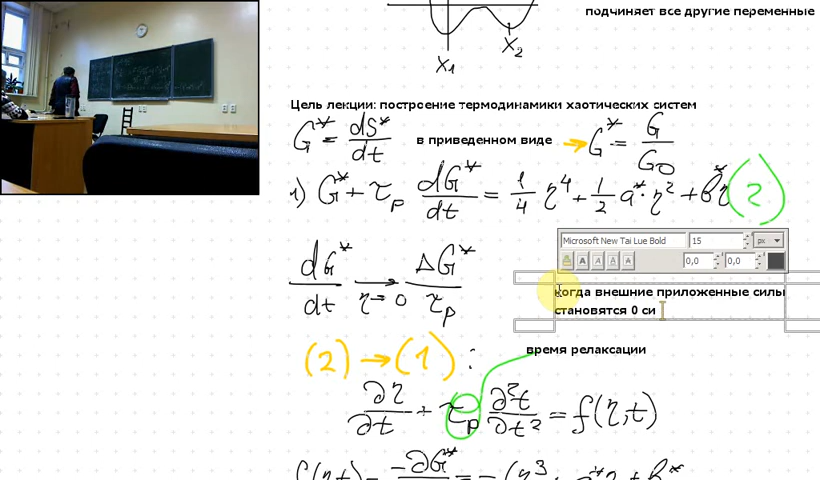 подчиняет все другие переменные
X₁ X₂
Цель лекции: построение термодинамики хаотических систем
G* = dS*/dt в приведенном виде → G* = G/G₀
1) G* + τₚ dG*/dt = 1/4 η⁴ + 1/2 a*·η² + b*η (2)
Microsoft New Tai Lue Bold 15 px
A A A A A 0,0 0,0
dG*/dt → η=0 ΔG*/τₚ
когда внешние приложенные силы
становятся 0 си
(2) → (1) :
время релаксации
∂η/∂t + τₚ ∂²t/∂t² = f(η,t)
-∂G* = -(η³